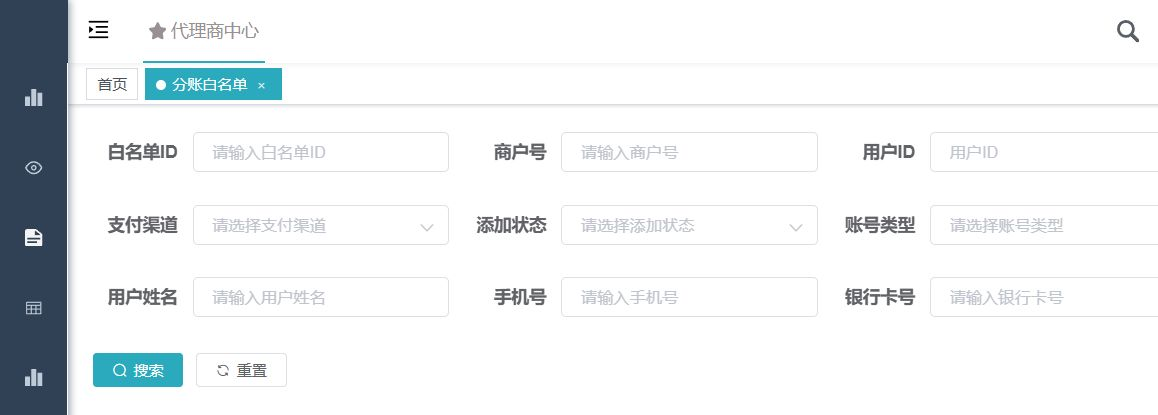 代理商中心
首页 分账白名单 ×
白名单ID 请输入白名单ID 商户号 请输入商户号 用户ID 用户ID
支付渠道 请选择支付渠道 添加状态 请选择添加状态 账号类型 请选择账号类型
用户姓名 请输入用户姓名 手机号 请输入手机号 银行卡号 请输入银行卡号
搜索 重置